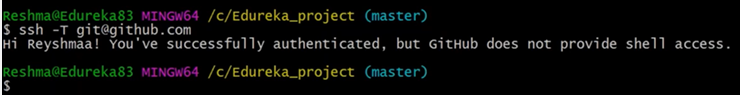 Reshma@Edureka83 MINGW64 /c/Edureka_project (master)
$ ssh -T git@github.com
Hi Reyshmaa! You've successfully authenticated, but GitHub does not provide shell access.
Reshma@Edureka83 MINGW64 /c/Edureka_project (master)
$